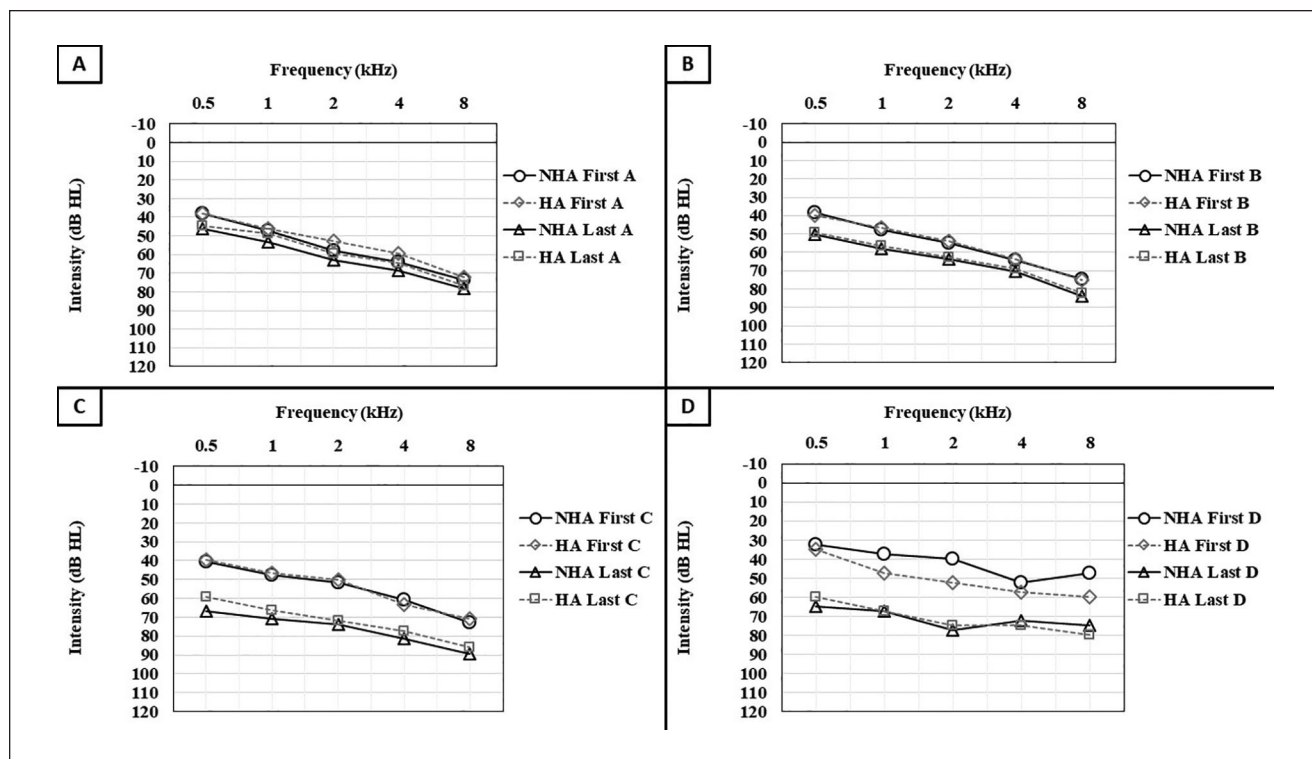 A
Frequency (kHz)
0.5 1 2 4 8
Intensity (dB HL)
-10
0
10
20
30
40
50
60
70
80
90
100
110
120
NHA First A
HA First A
NHA Last A
HA Last A
B
Frequency (kHz)
0.5 1 2 4 8
Intensity (dB HL)
-10
0
10
20
30
40
50
60
70
80
90
100
110
120
NHA First B
HA First B
NHA Last B
HA Last B
C
Frequency (kHz)
0.5 1 2 4 8
Intensity (dB HL)
-10
0
10
20
30
40
50
60
70
80
90
100
110
120
NHA First C
HA First C
NHA Last C
HA Last C
D
Frequency (kHz)
0.5 1 2 4 8
Intensity (dB HL)
-10
0
10
20
30
40
50
60
70
80
90
100
110
120
NHA First D
HA First D
NHA Last D
HA Last D